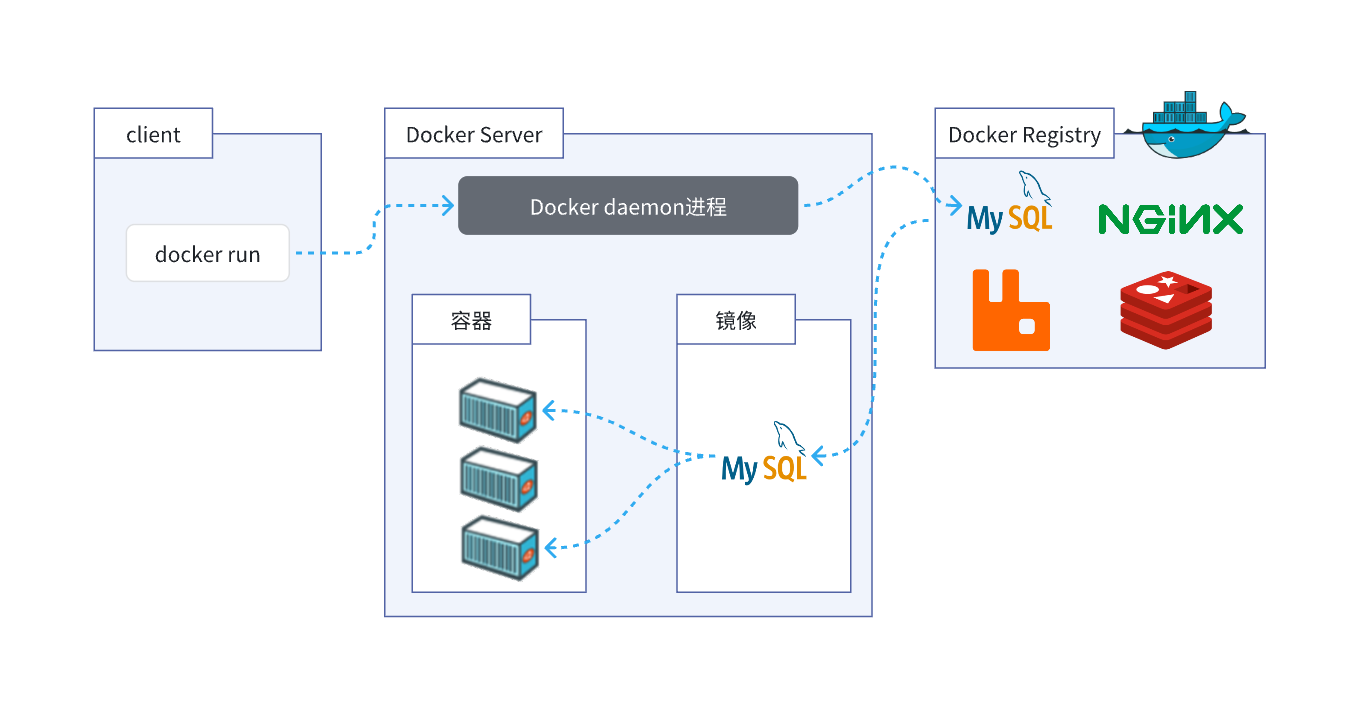 client
docker run
Docker Server
Docker daemon进程
容器
镜像
MySQL
Docker Registry
MySQL
NGINX